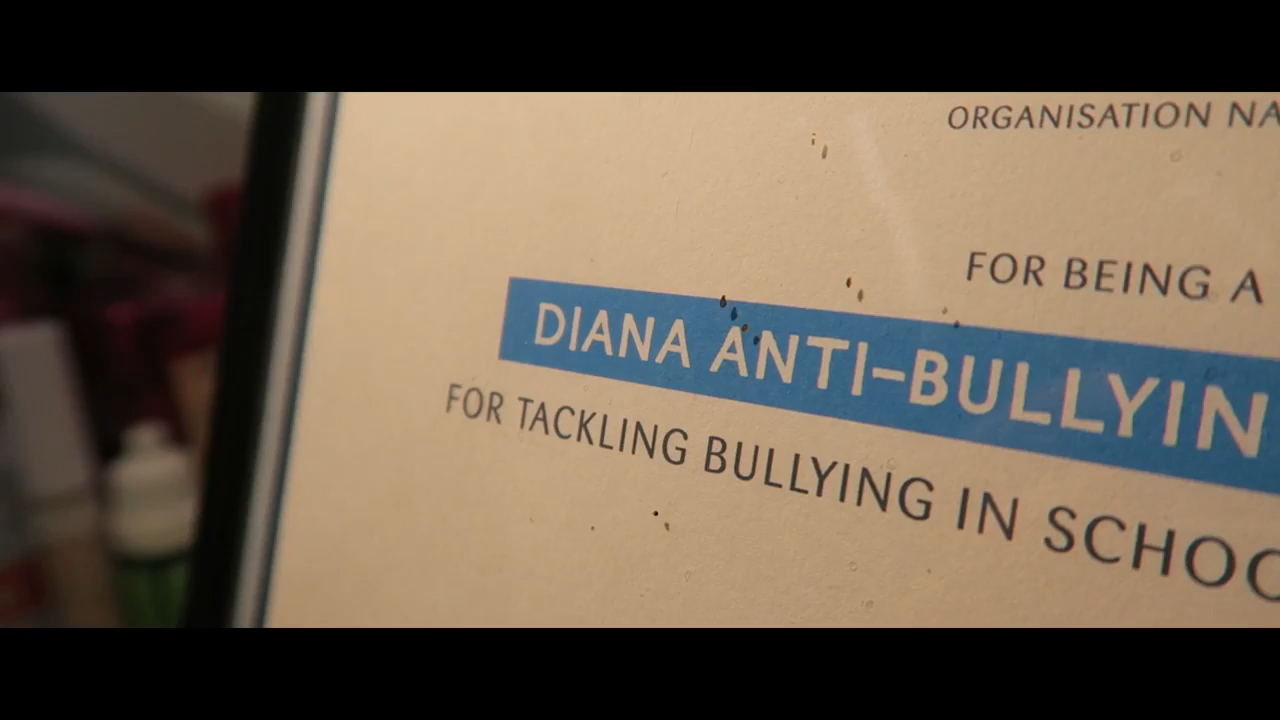 ORGANISATION NA
FOR BEING A
DIANA ANTI-BULLYIN
FOR TACKLING BULLYING IN SCHOO